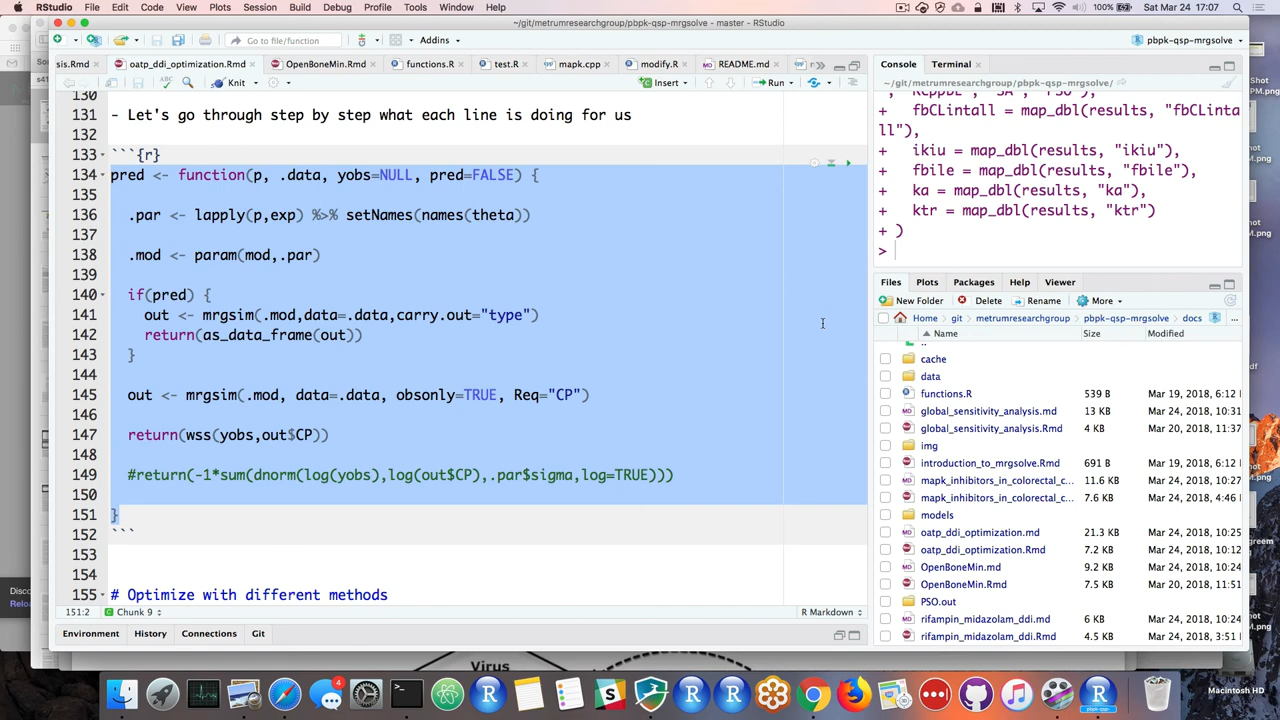 RStudio File Edit Code View Plots Session Build Debug Profile Tools Window Help 100% Sat Mar 24 17:07
~/git/metrumresearchgroup/pbpk-qsp-mrgsolve - master - RStudio
Go to file/function Addins pbpk-qsp-mrgsolve
sis.Rmd oatp_ddi_optimization.Rmd OpenBoneMin.Rmd functions.R test.R mapk.cpp modify.R README.md
Knit Insert Run
130
131 - Let's go through step by step what each line is doing for us
132
133 ```{r}
134 pred <- function(p, .data, yobs=NULL, pred=FALSE) {
135
136 .par <- lapply(p,exp) %>% setNames(names(theta))
137
138 .mod <- param(mod,.par)
139
140 if(pred) {
141 out <- mrgsim(.mod,data=.data,carry.out="type")
142 return(as_data_frame(out))
143 }
144
145 out <- mrgsim(.mod, data=.data, obsonly=TRUE, Req="CP")
146
147 return(wss(yobs,out$CP))
148
149 #return(-1*sum(dnorm(log(yobs),log(out$CP),.par$sigma,log=TRUE)))
150
151 }
152 ```
153
154
155 # Optimize with different methods
151:2 Chunk 9 R Markdown
Environment History Connections Git
Console Terminal
~/git/metrumresearchgroup/pbpk-qsp-mrgsolve/
+ fbCLintall = map_dbl(results, "fbCLinta
ll"),
+ ikiu = map_dbl(results, "ikiu"),
+ fbile = map_dbl(results, "fbile"),
+ ka = map_dbl(results, "ka"),
+ ktr = map_dbl(results, "ktr")
+ )
>
Files Plots Packages Help Viewer
New Folder Delete Rename More
Home git metrumresearchgroup pbpk-qsp-mrgsolve docs ...
Name Size Modified
..
cache
data
functions.R 539 B Mar 19, 2018, 6:12
global_sensitivity_analysis.md 13 KB Mar 24, 2018, 10:31
global_sensitivity_analysis.Rmd 4 KB Mar 20, 2018, 11:37
img
introduction_to_mrgsolve.Rmd 691 B Mar 19, 2018, 6:12
mapk_inhibitors_in_colorectal_c... 11.6 KB Mar 24, 2018, 10:27
mapk_inhibitors_in_colorectal_c... 7.6 KB Mar 24, 2018, 4:46
models
oatp_ddi_optimization.md 21.3 KB Mar 24, 2018, 10:25
oatp_ddi_optimization.Rmd 7.2 KB Mar 24, 2018, 10:12
OpenBoneMin.md 9.2 KB Mar 24, 2018, 10:24
OpenBoneMin.Rmd 7.5 KB Mar 20, 2018, 11:51
PSO.out
rifampin_midazolam_ddi.md 6 KB Mar 24, 2018, 10:24
rifampin_midazolam_ddi.Rmd 4.5 KB Mar 24, 2018, 3:56
Virus
Macintosh HD